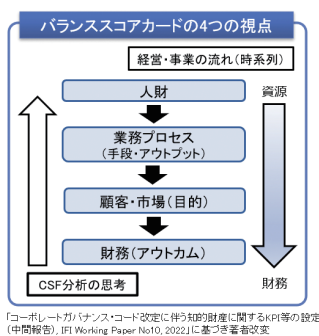 バランススコアカードの4つの視点
経営・事業の流れ(時系列)
人財
資源
業務プロセス
(手段・アウトプット)
顧客・市場(目的)
財務(アウトカム)
CSF分析の思考
財務
「コーポレートガバナンス・コード改定に伴う知的財産に関するKPI等の設定
(中間報告), IFI Working Paper No10, 2022」に基づき著者改変